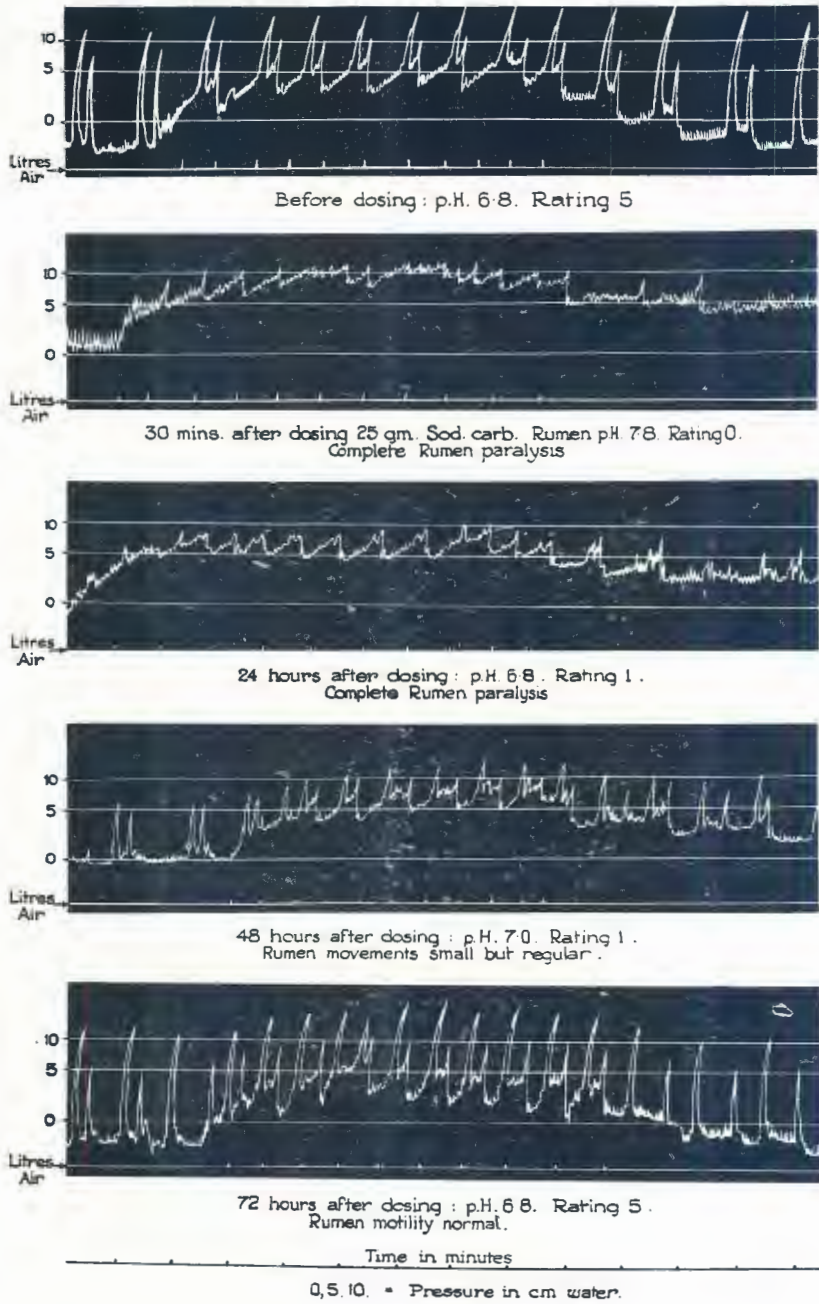 10
5
0
Litres
Air
Before dosing : p.H. 6·8. Rating 5
10
5
0
Litres
Air
30 mins. after dosing 25 gm. Sod. carb. Rumen pH. 7·8. Rating 0.
Complete Rumen paralysis
10
5
0
Litres
Air
24 hours after dosing : p.H. 6·8. Rating 1.
Complete Rumen paralysis
10
5
0
Litres
Air
48 hours after dosing : p.H. 7·0. Rating 1.
Rumen movements small but regular.
10
5
0
Litres
Air
72 hours after dosing : p.H. 6·8. Rating 5.
Rumen motility normal.
Time in minutes
0,5.10. = Pressure in cm water.